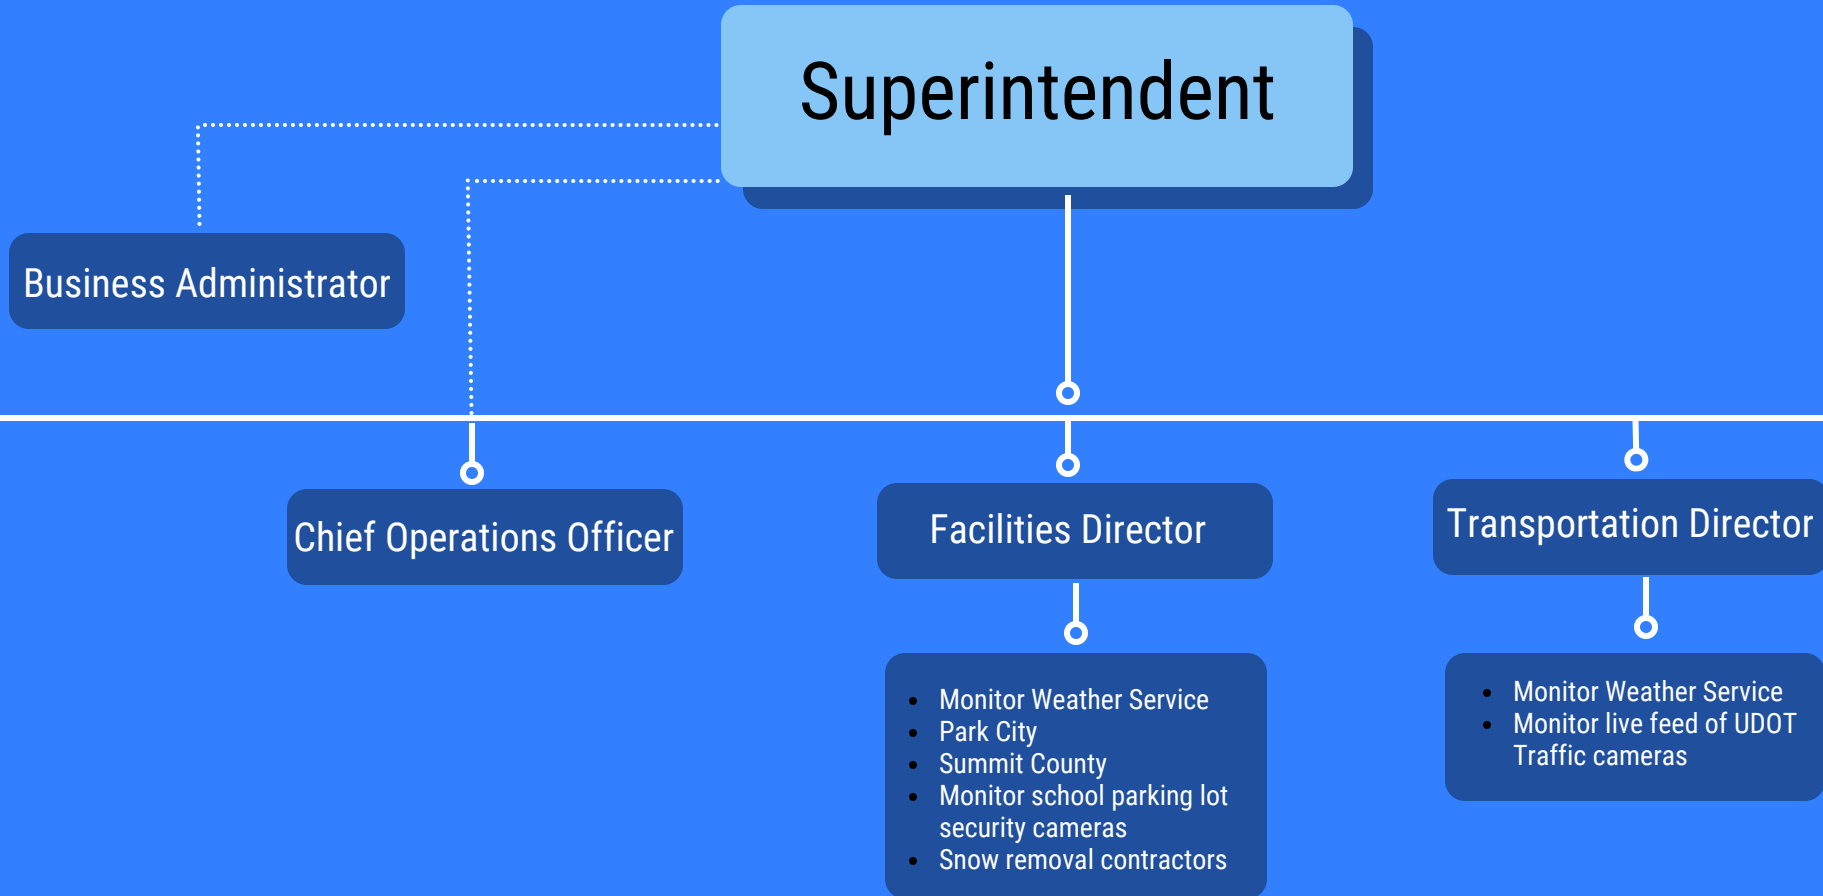 Superintendent
Business Administrator
Chief Operations Officer
Facilities Director
Transportation Director
• Monitor Weather Service
• Park City
• Summit County
• Monitor school parking lot
security cameras
• Snow removal contractors
• Monitor Weather Service
• Monitor live feed of UDOT
Traffic cameras